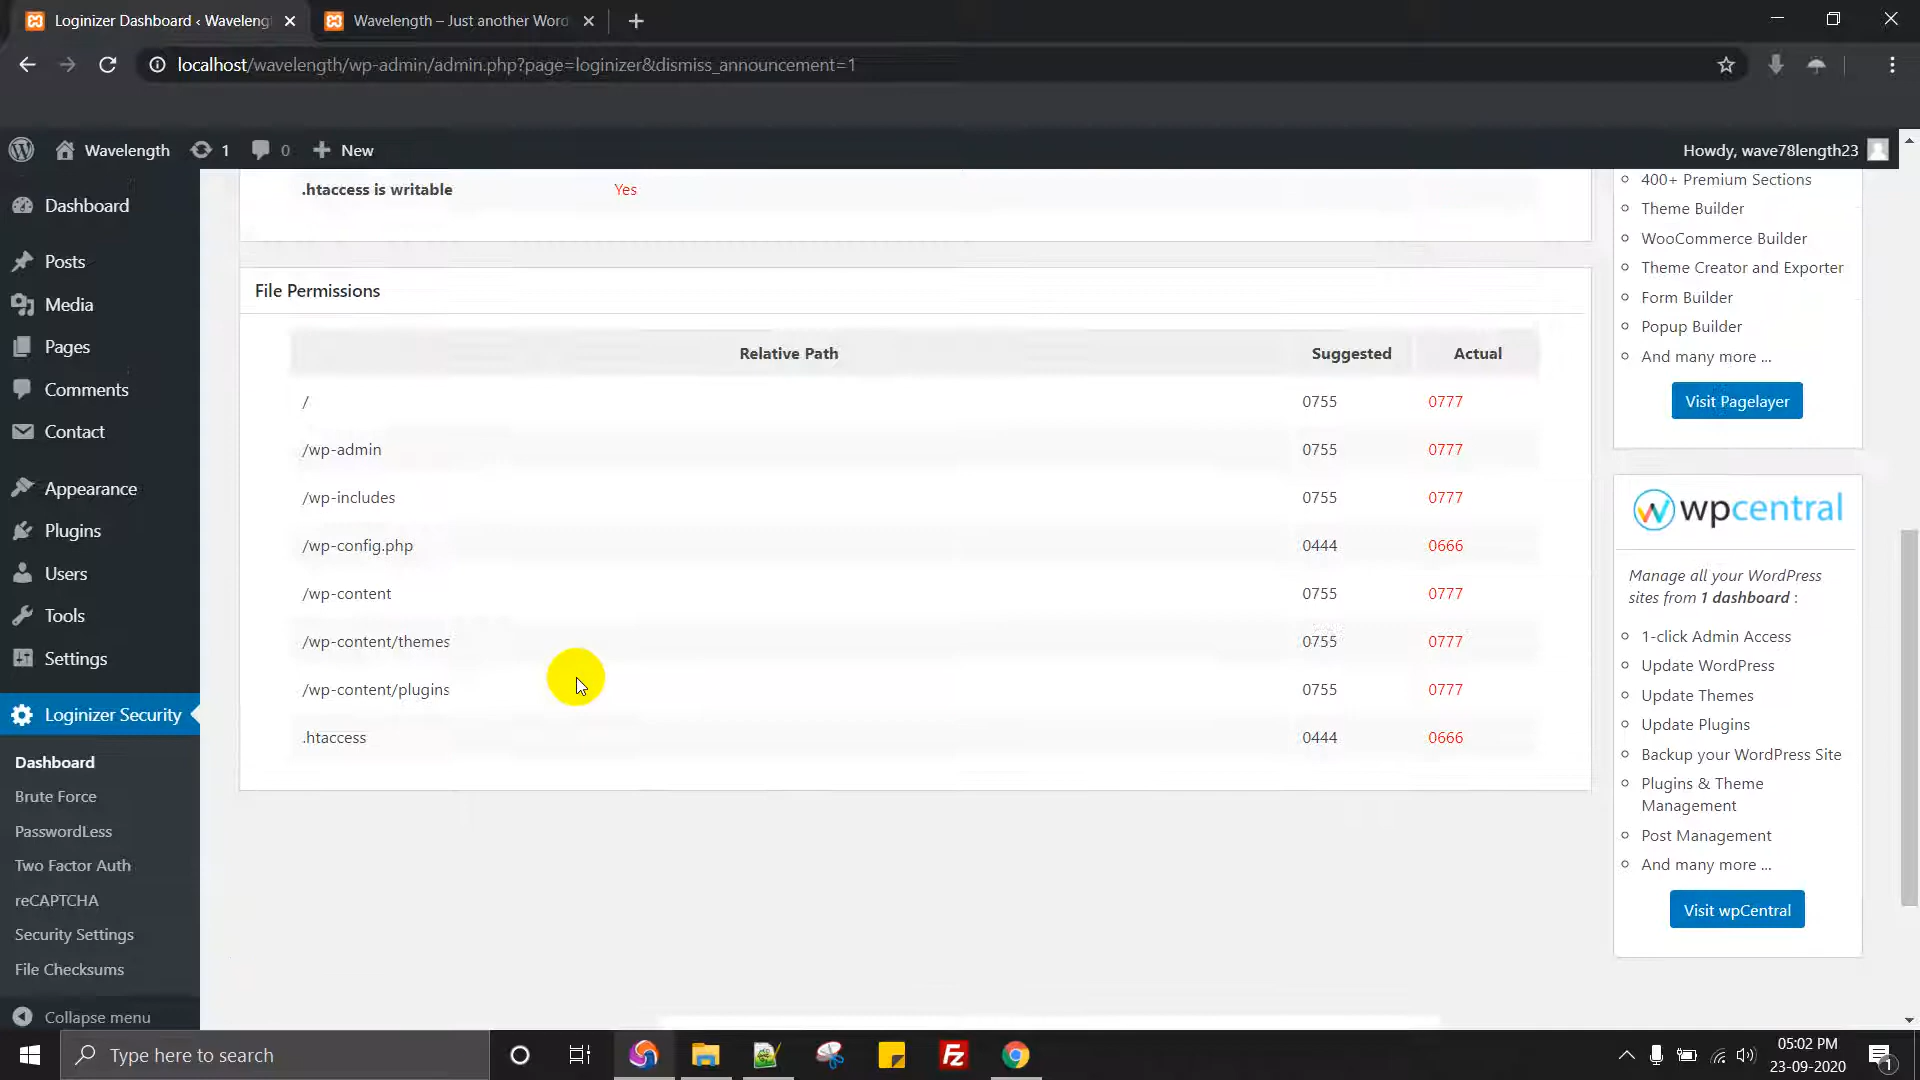 Loginizer Dashboard ‹ Waveleng
Wavelength – Just another Word
localhost/wavelength/wp-admin/admin.php?page=loginizer&dismiss_announcement=1
Wavelength
1
0
New
Howdy, wave78length23
Dashboard
Posts
Media
Pages
Comments
Contact
Appearance
Plugins
Users
Tools
Settings
Loginizer Security
Dashboard
Brute Force
PasswordLess
Two Factor Auth
reCAPTCHA
Security Settings
File Checksums
Collapse menu
.htaccess is writable Yes
File Permissions
Relative Path Suggested Actual
/ 0755 0777
/wp-admin 0755 0777
/wp-includes 0755 0777
/wp-config.php 0444 0666
/wp-content 0755 0777
/wp-content/themes 0755 0777
/wp-content/plugins 0755 0777
.htaccess 0444 0666
400+ Premium Sections
Theme Builder
WooCommerce Builder
Theme Creator and Exporter
Form Builder
Popup Builder
And many more ...
Visit Pagelayer
wpcentral
Manage all your WordPress
sites from 1 dashboard :
1-click Admin Access
Update WordPress
Update Themes
Update Plugins
Backup your WordPress Site
Plugins & Theme
Management
Post Management
And many more ...
Visit wpCentral
Type here to search
05:02 PM
23-09-2020
1